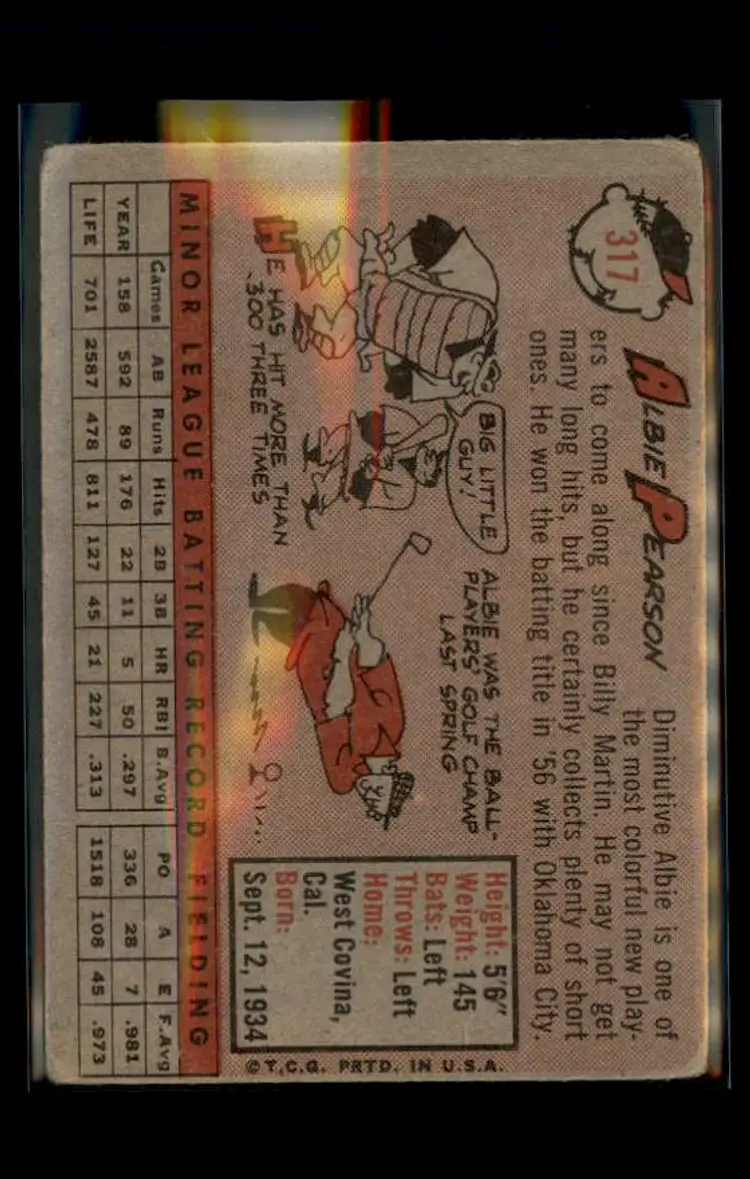 317
ALBIE PEARSON
Diminutive Albie is one of
the most colorful new play-
ers to come along since Billy Martin. He may not get
many long hits, but he certainly collects plenty of short
ones. He won the batting title in '56 with Oklahoma City.
BIG LITTLE
GUY!
HE HAS HIT MORE THAN
.300 THREE TIMES
ALBIE WAS THE BALL-
PLAYERS' GOLF CHAMP
LAST SPRING
Height: 5'6"
Weight: 145
Bats: Left
Throws: Left
Home:
West Covina,
Cal.
Born:
Sept. 12, 1934
© T.C.G. PRTD. IN U.S.A.
MINOR LEAGUE BATTING RECORD FIELDING
Games AB Runs Hits 2B 3B HR RBI B.Avg PO A E F.Avg
YEAR 158 592 89 176 22 11 5 50 .297 336 28 7 .981
LIFE 701 2587 478 811 127 45 21 227 .313 1518 108 45 .973